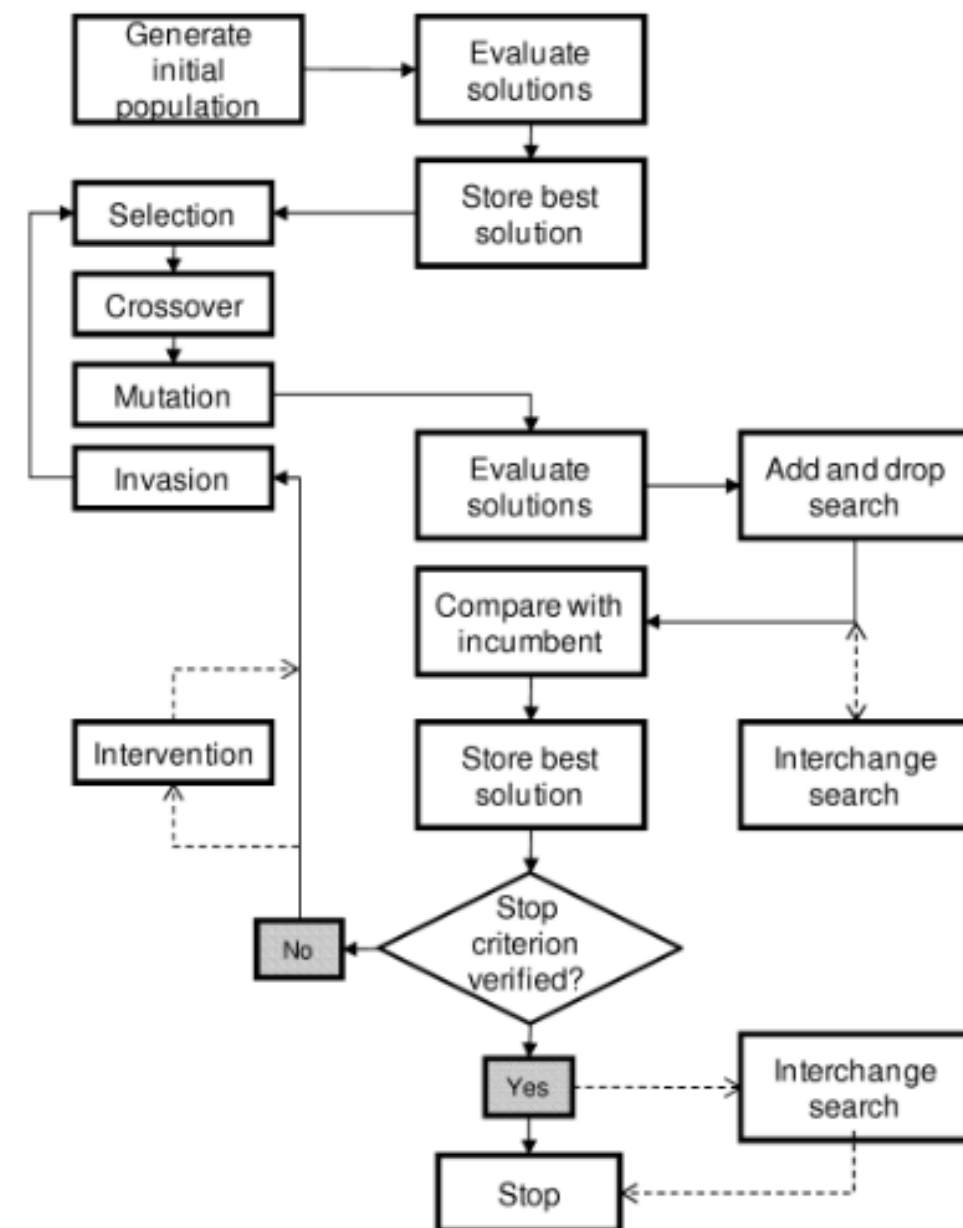 Generate
initial
population
Evaluate
solutions
Store best
solution
Selection
Crossover
Mutation
Invasion
Evaluate
solutions
Add and drop
search
Compare with
incumbent
Intervention
Store best
solution
Interchange
search
Stop
criterion
verified?
No
Yes
Interchange
search
Stop